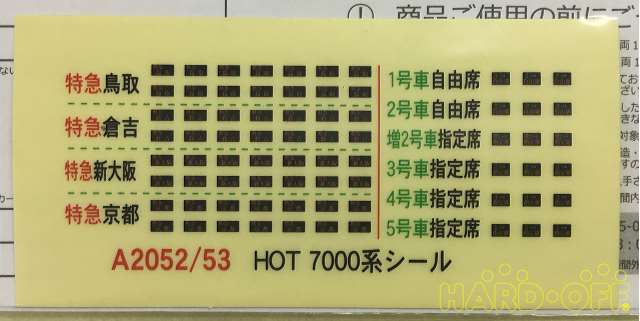 ① 商品ご使用の前にご
特急鳥取
特急倉吉
特急新大阪
特急京都
1号車自由席
2号車自由席
増2号車指定席
3号車指定席
4号車指定席
5号車指定席
A2052/53 HOT 7000系シール
HARD-OFF